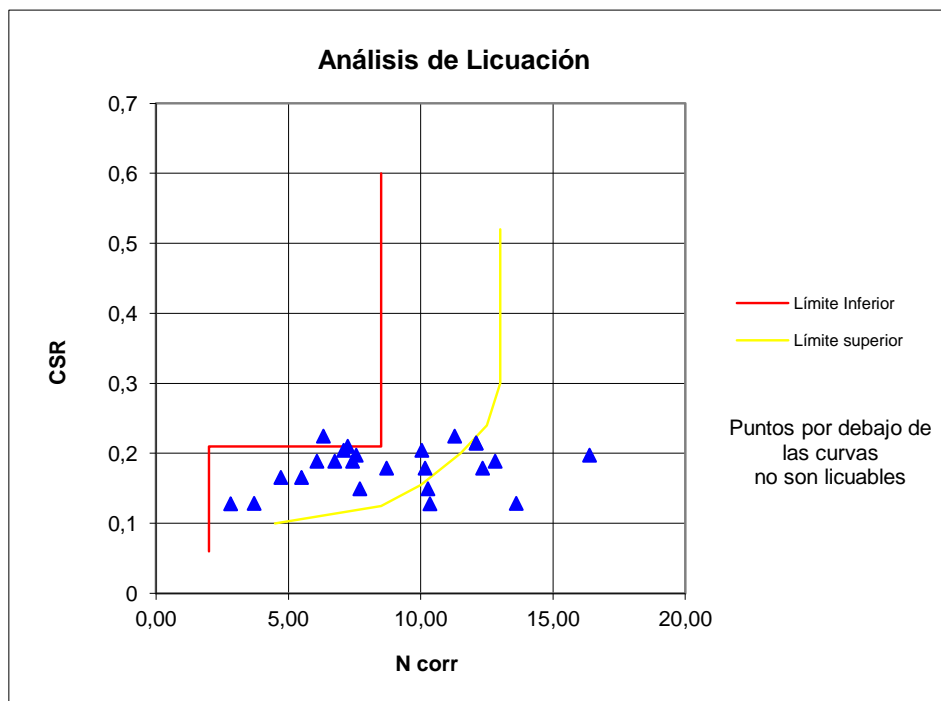 Análisis de Licuación
0,7
0,6
0,5
0,4
0,3
0,2
0,1
0
CSR
0,00 5,00 10,00 15,00 20,00
N corr
Límite Inferior
Límite superior
Puntos por debajo de
las curvas
no son licuables